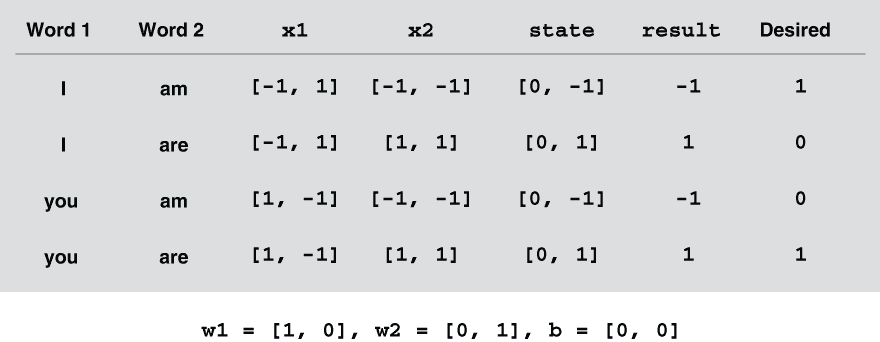 Word 1 Word 2 x1 x2 state result Desired
I am [-1, 1] [-1, -1] [0, -1] -1 1
I are [-1, 1] [1, 1] [0, 1] 1 0
you am [1, -1] [-1, -1] [0, -1] -1 0
you are [1, -1] [1, 1] [0, 1] 1 1
w1 = [1, 0], w2 = [0, 1], b = [0, 0]